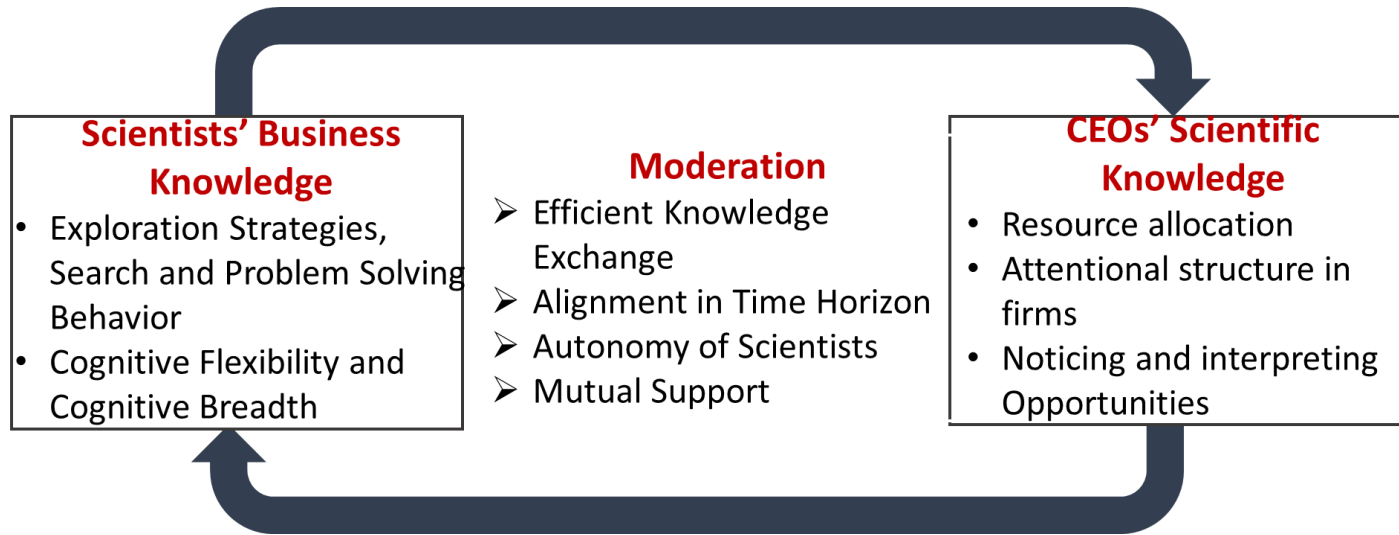 Scientists' Business
Knowledge
• Exploration Strategies,
Search and Problem Solving
Behavior
• Cognitive Flexibility and
Cognitive Breadth
Moderation
➢ Efficient Knowledge
Exchange
➢ Alignment in Time Horizon
➢ Autonomy of Scientists
➢ Mutual Support
CEOs' Scientific
Knowledge
• Resource allocation
• Attentional structure in
firms
• Noticing and interpreting
Opportunities